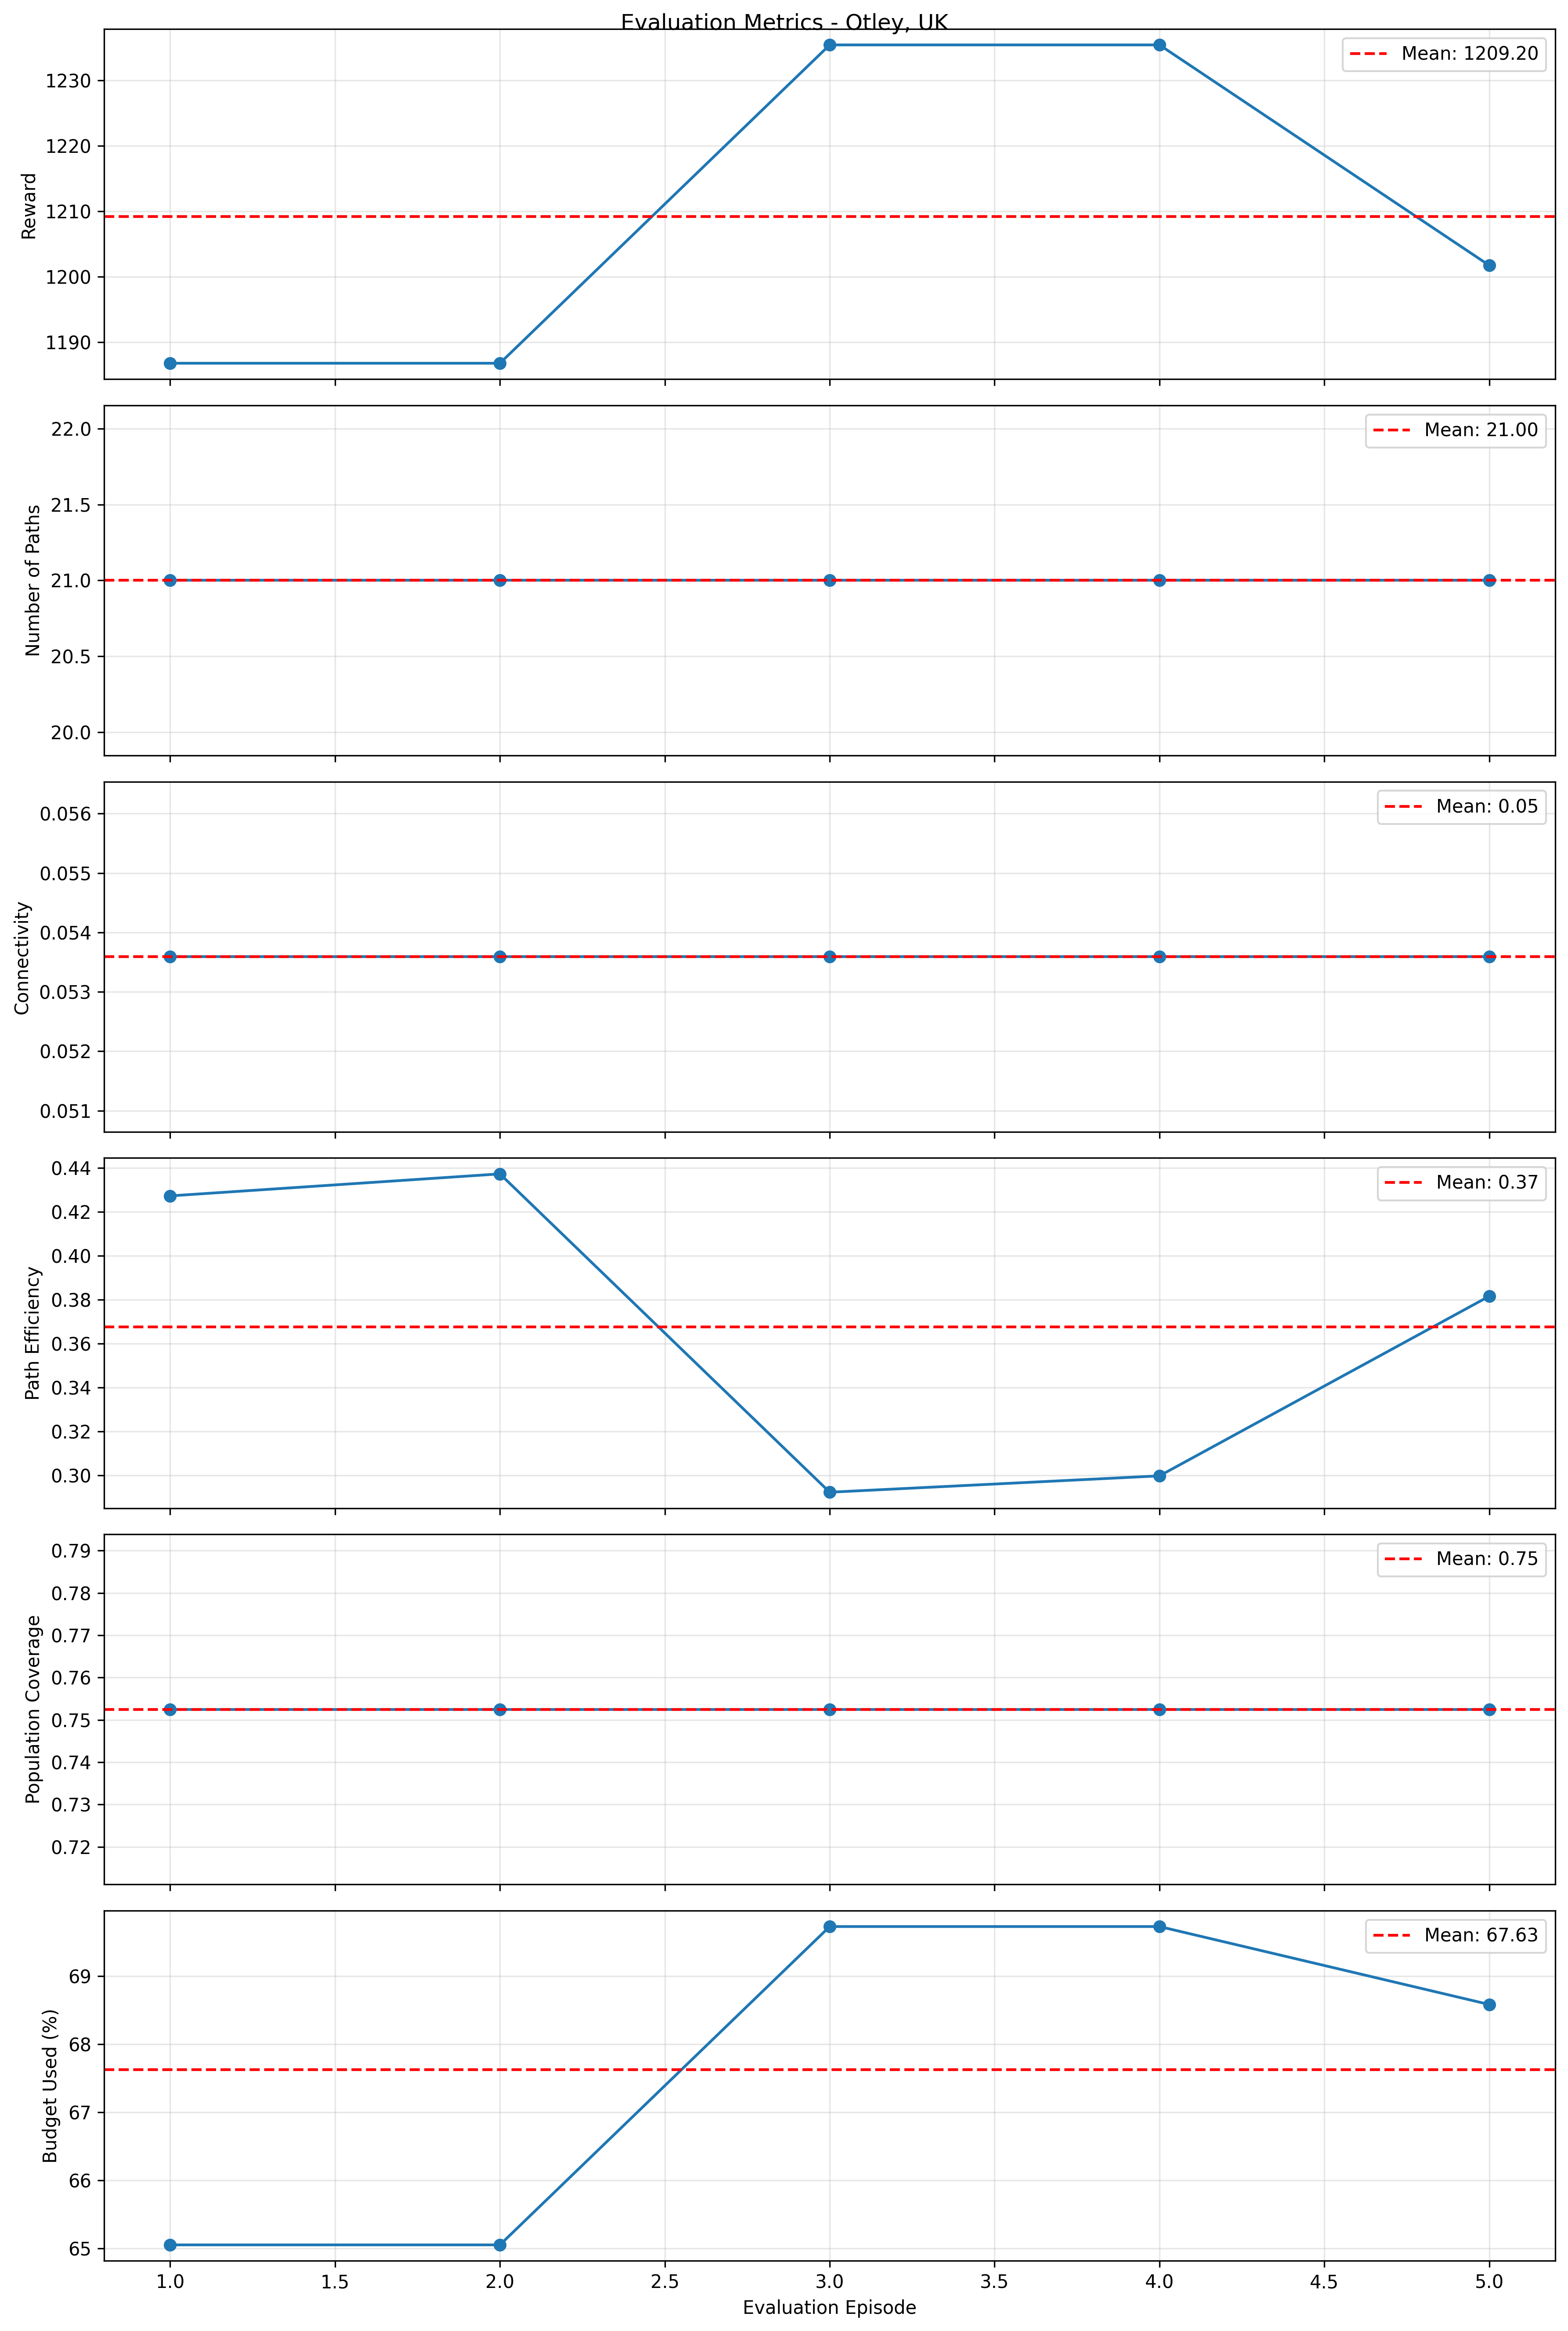 Evaluation Metrics - Otley, UK
Mean: 1209.20
1230
1220
1210
1200
1190
Reward
Mean: 21.00
22.0
21.5
21.0
20.5
20.0
Number of Paths
Mean: 0.05
0.056
0.055
0.054
0.053
0.052
0.051
Connectivity
Mean: 0.37
0.44
0.42
0.40
0.38
0.36
0.34
0.32
0.30
Path Efficiency
Mean: 0.75
0.79
0.78
0.77
0.76
0.75
0.74
0.73
0.72
Population Coverage
Mean: 67.63
69
68
67
66
65
Budget Used (%)
1.0 1.5 2.0 2.5 3.0 3.5 4.0 4.5 5.0
Evaluation Episode